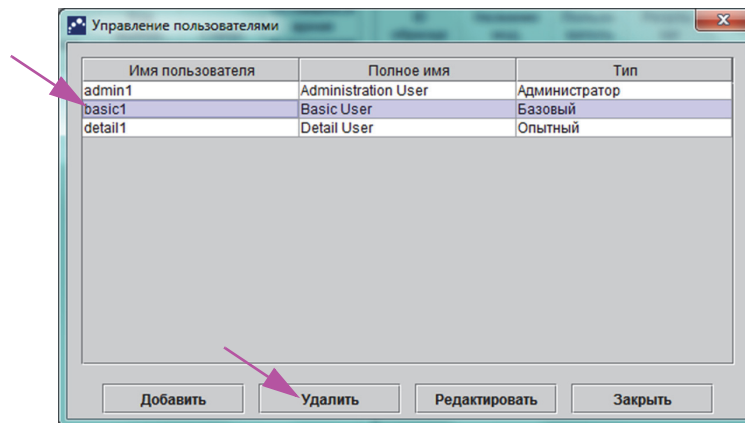 Управление пользователями
Имя пользователя Полное имя Тип
admin1 Administration User Администратор
basic1 Basic User Базовый
detail1 Detail User Опытный
Добавить Удалить Редактировать Закрыть